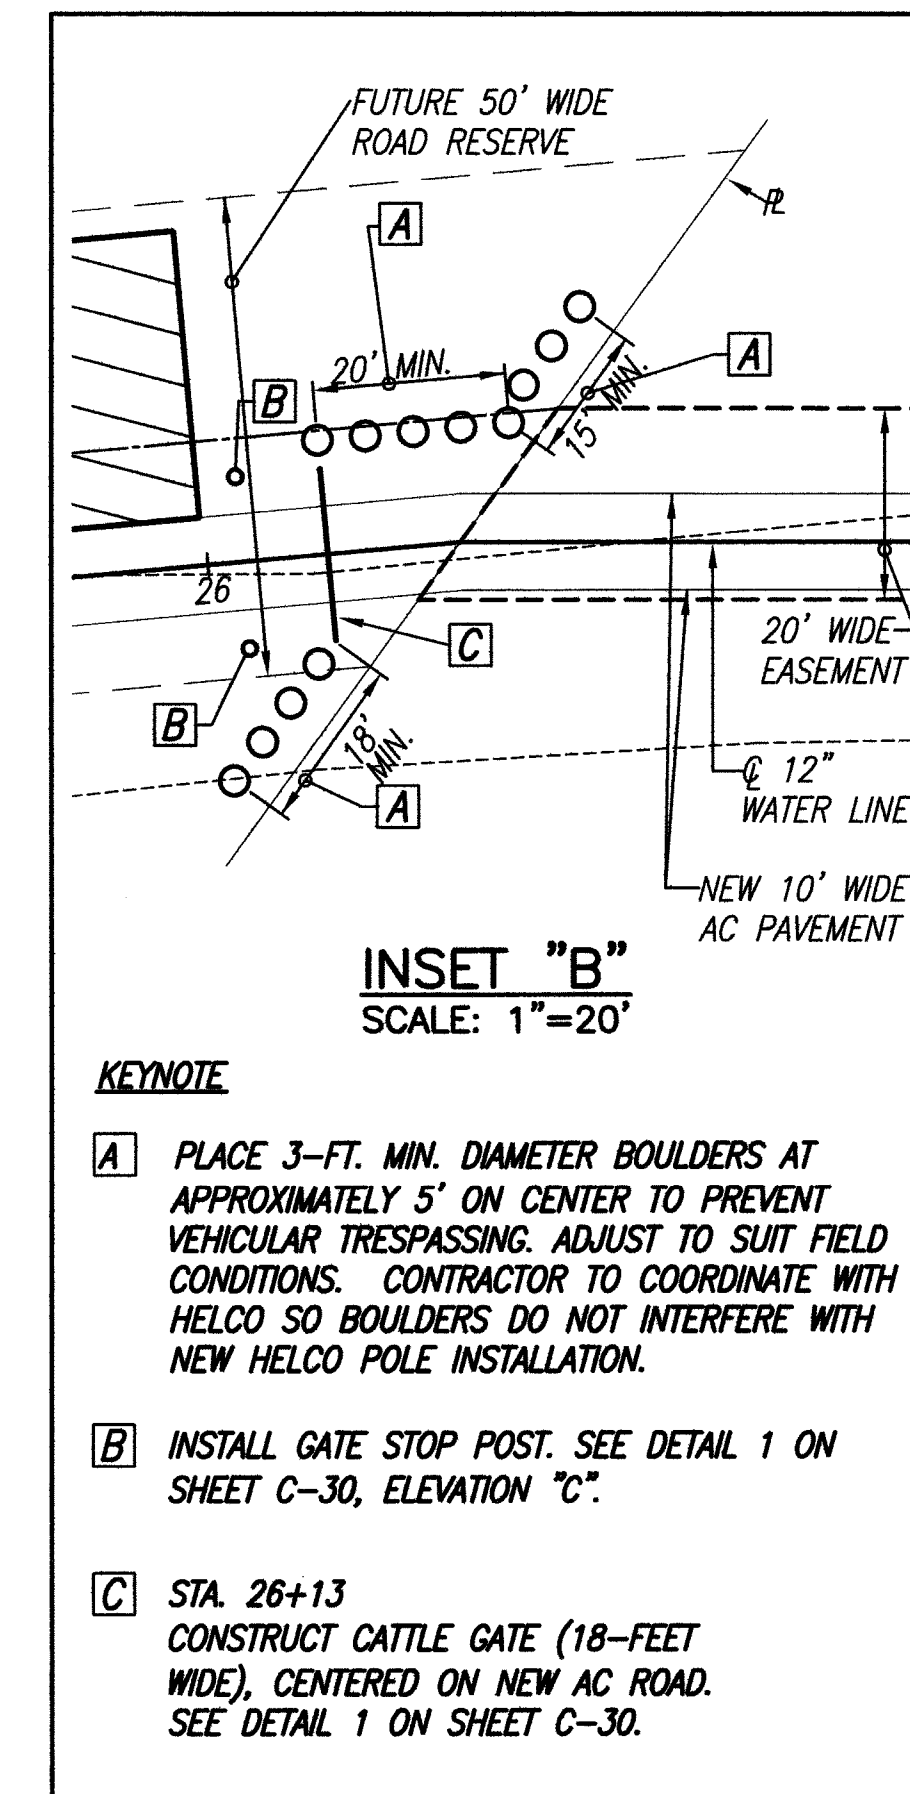 FUTURE 50' WIDE
ROAD RESERVE
A
℄
20' MIN.
A
B
15' MIN.
B
26
C
20' WIDE
EASEMENT
B
18'
MIN.
A
℄ 12"
WATER LINE
NEW 10' WIDE
AC PAVEMENT
INSET "B"
SCALE: 1"=20'
KEYNOTE
A PLACE 3-FT. MIN. DIAMETER BOULDERS AT
APPROXIMATELY 5' ON CENTER TO PREVENT
VEHICULAR TRESPASSING. ADJUST TO SUIT FIELD
CONDITIONS. CONTRACTOR TO COORDINATE WITH
HELCO SO BOULDERS DO NOT INTERFERE WITH
NEW HELCO POLE INSTALLATION.
B INSTALL GATE STOP POST. SEE DETAIL 1 ON
SHEET C-30, ELEVATION "C".
C STA. 26+13
CONSTRUCT CATTLE GATE (18-FEET
WIDE), CENTERED ON NEW AC ROAD.
SEE DETAIL 1 ON SHEET C-30.